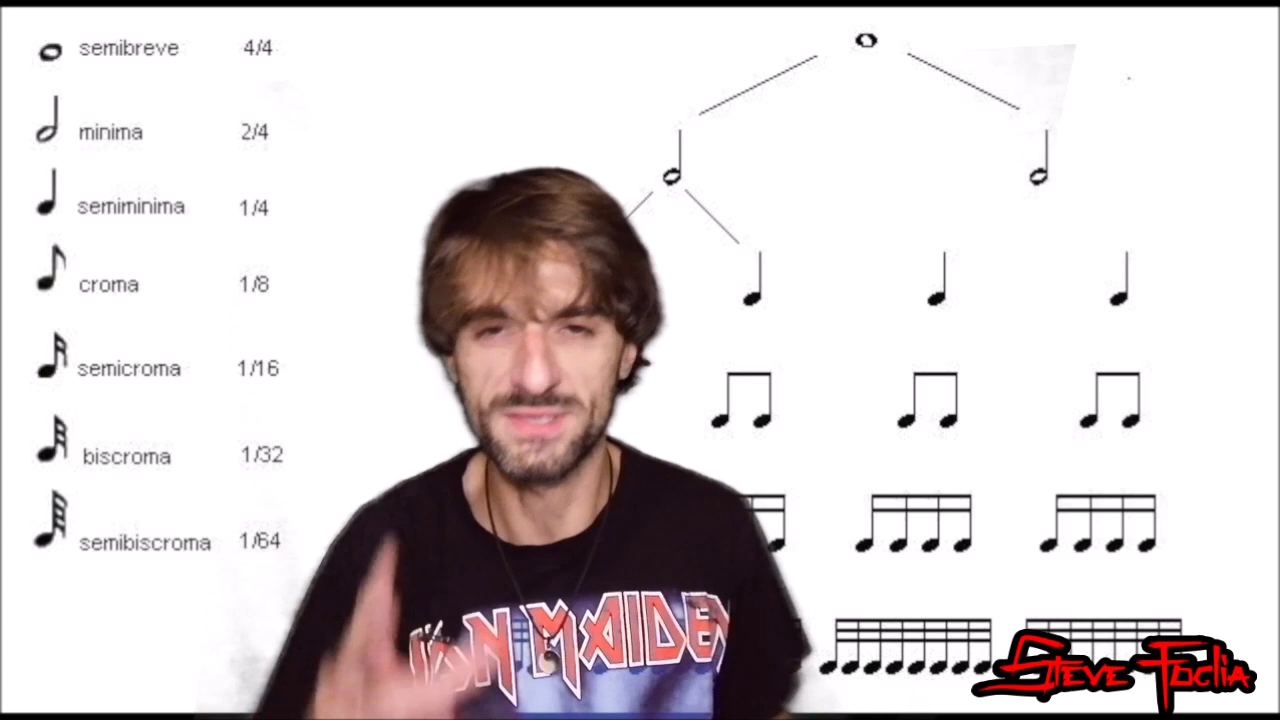 semibreve 4/4
minima 2/4
semiminima 1/4
croma 1/8
semicroma 1/16
biscroma 1/32
semibiscroma 1/64
IRON MAIDEN
STEVE FOCLIA